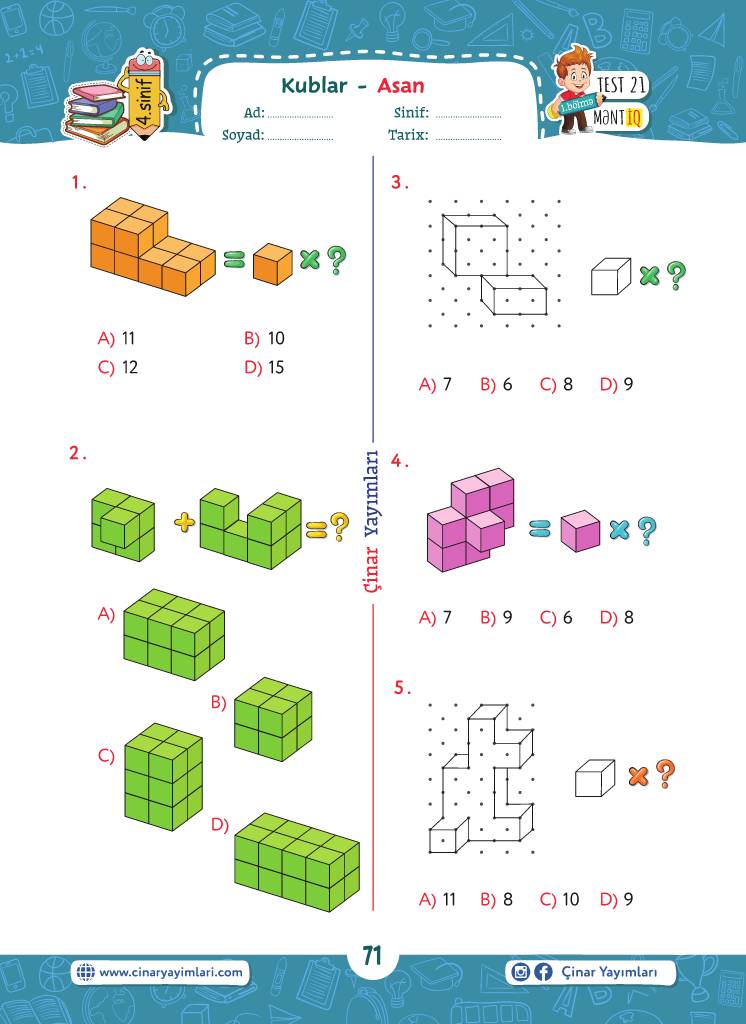 4.sinif
Kublar - Asan
Ad: ........................ Sinif: ........................
Soyad: ........................ Tarix: ........................
1.bölmə
TEST 21
MəntIQ
1.
= × ?
A) 11 B) 10
C) 12 D) 15
2.
+ = ?
A)
B)
C)
D)
Çinar Yayımları
3.
× ?
A) 7 B) 6 C) 8 D) 9
4.
= × ?
A) 7 B) 9 C) 6 D) 8
5.
× ?
A) 11 B) 8 C) 10 D) 9
www.cinaryayimlari.com
71
Çinar Yayımları